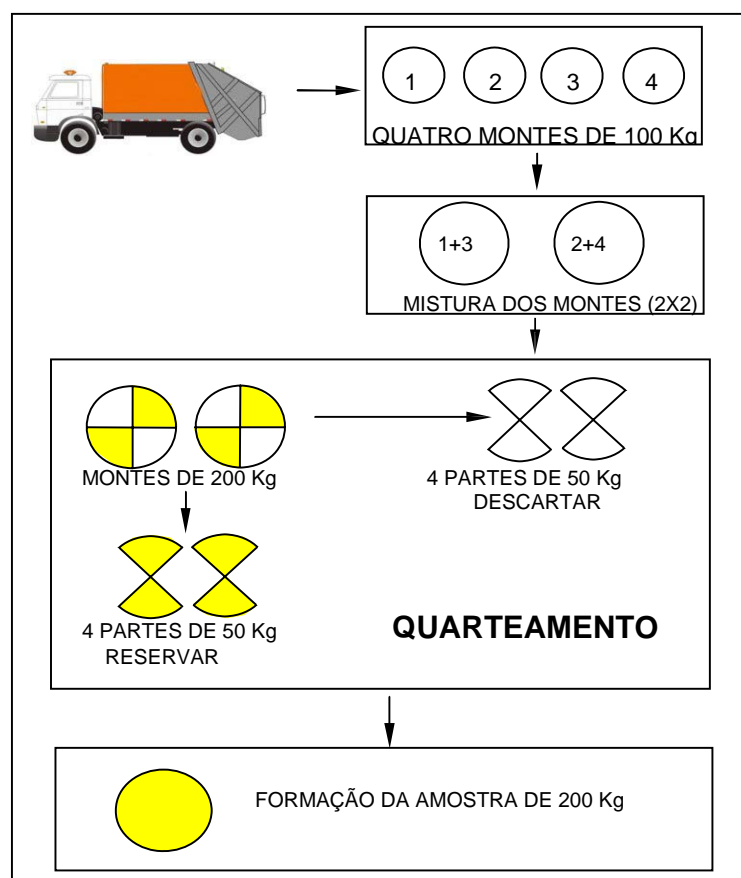 1 2 3 4
QUATRO MONTES DE 100 Kg
1+3 2+4
MISTURA DOS MONTES (2X2)
MONTES DE 200 Kg
4 PARTES DE 50 Kg
DESCARTAR
4 PARTES DE 50 Kg
RESERVAR
QUARTEAMENTO
FORMAÇÃO DA AMOSTRA DE 200 Kg